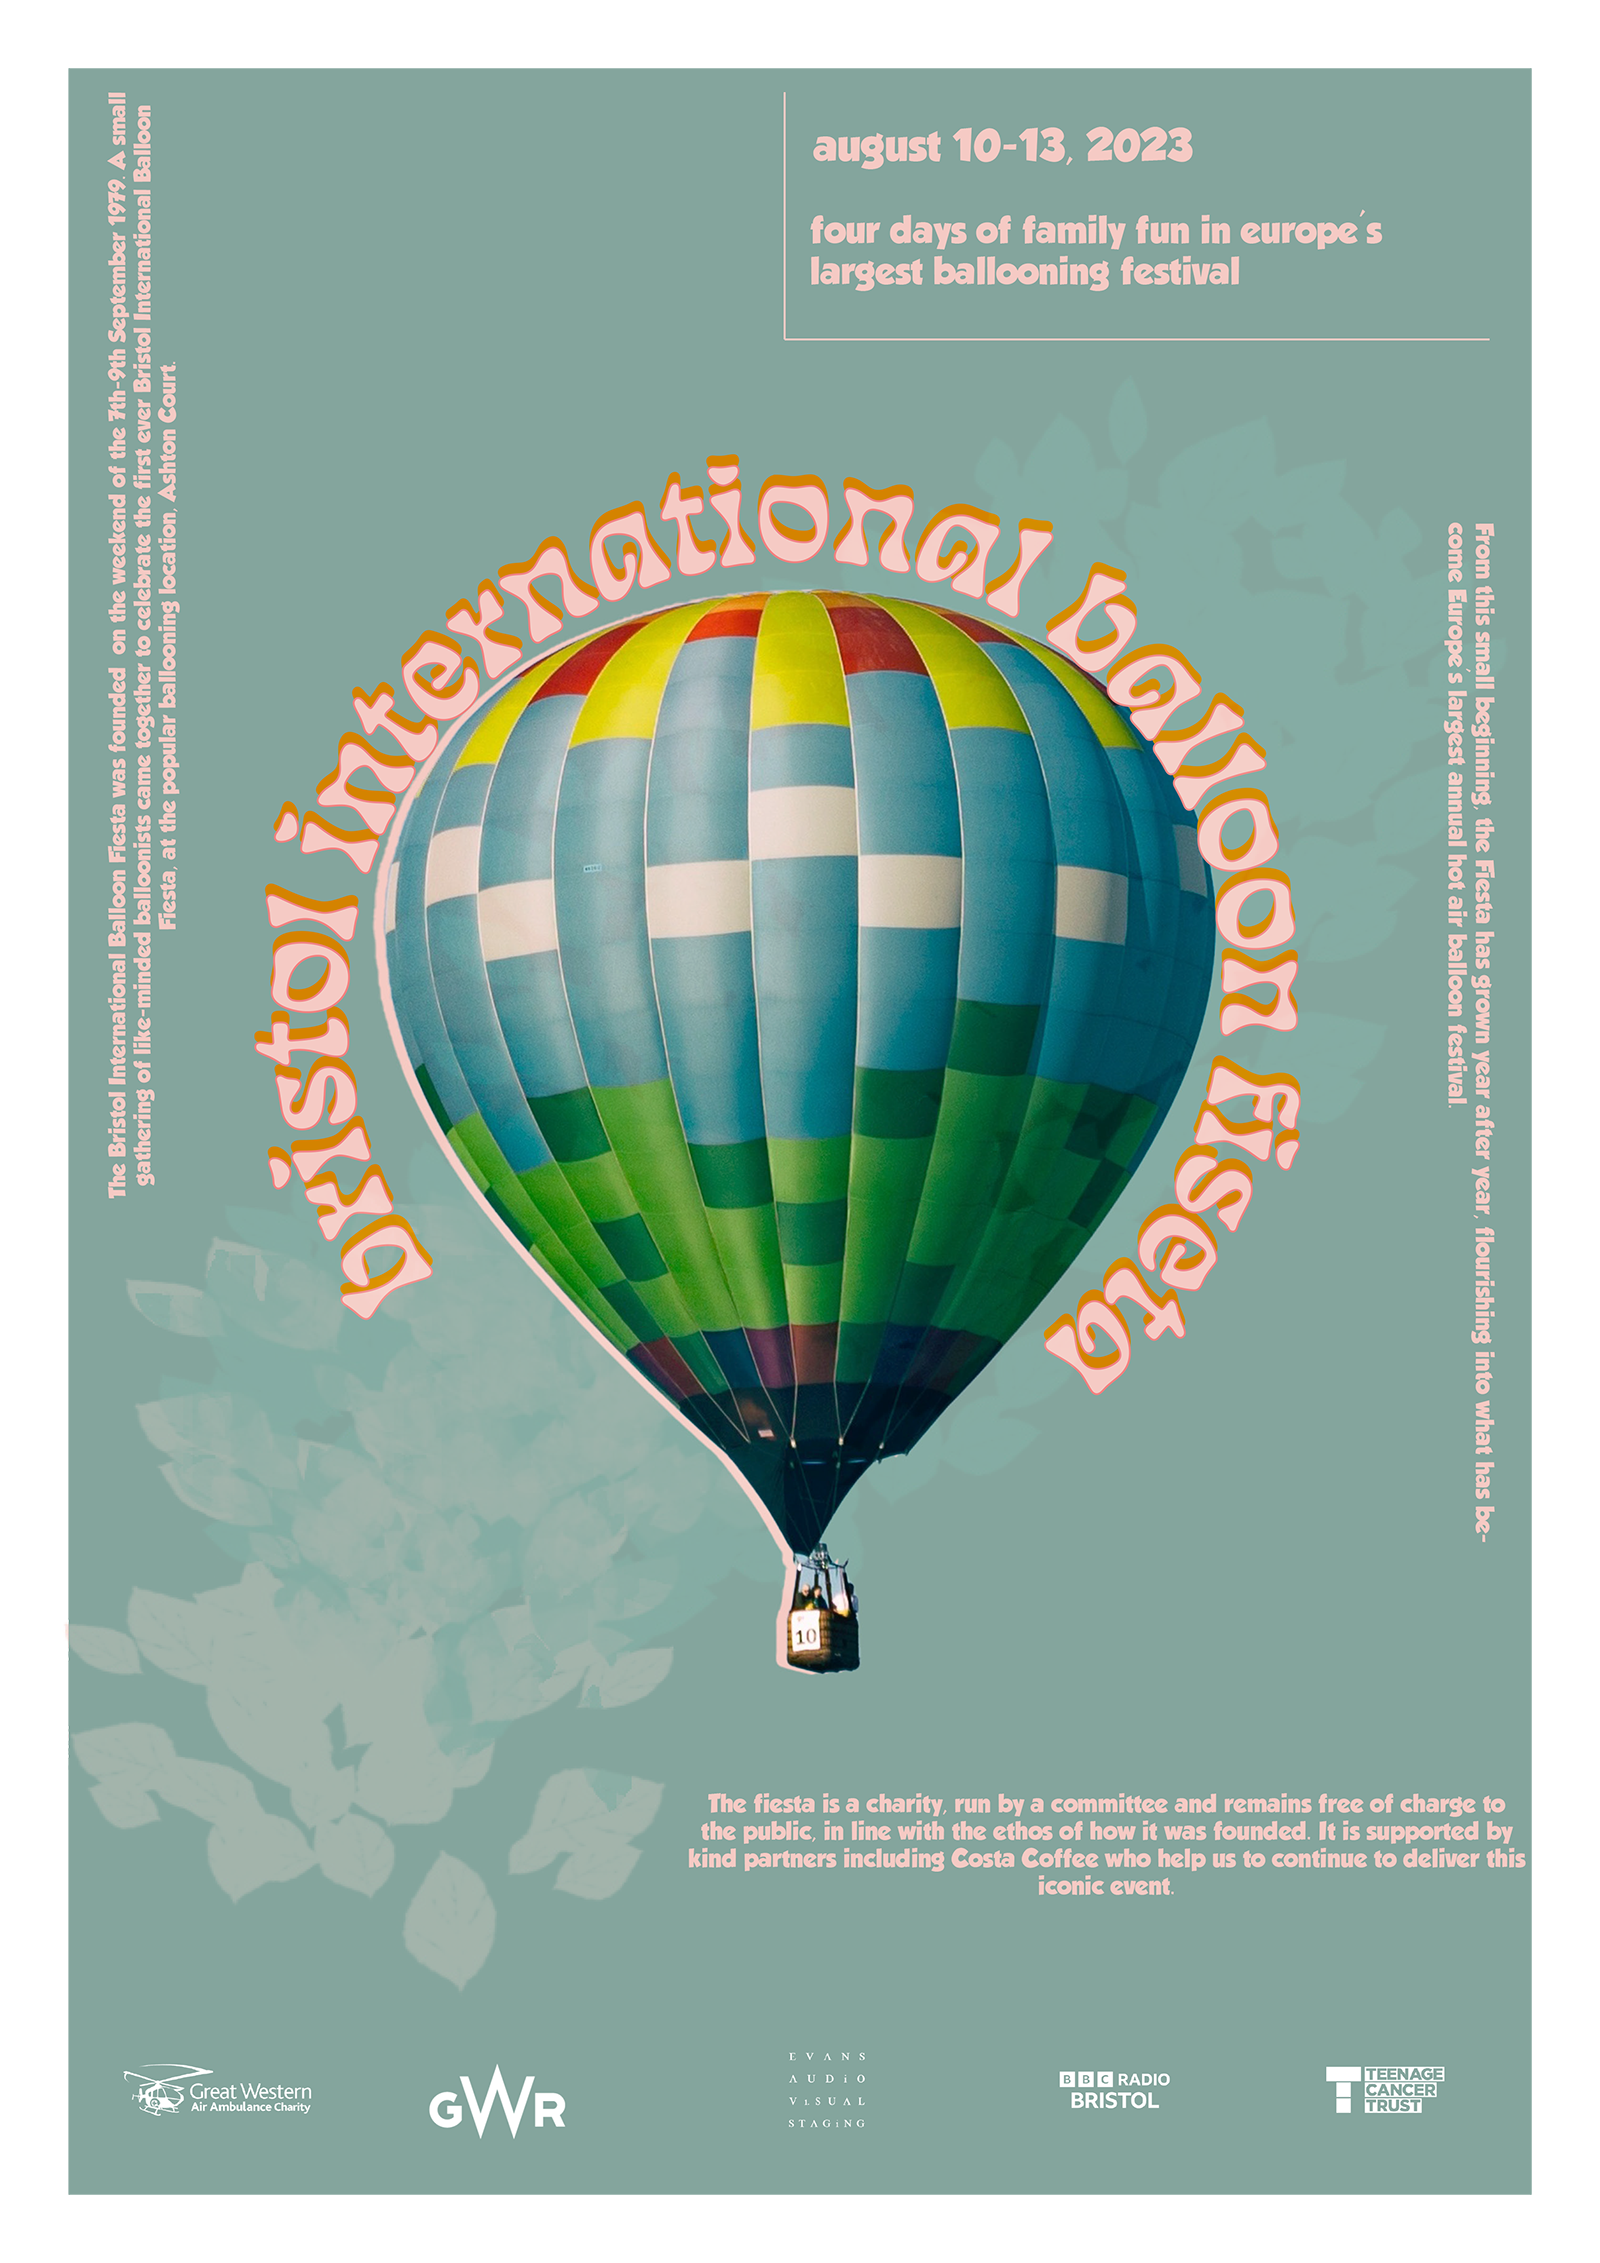 august 10-13, 2023
four days of family fun in europe's
largest ballooning festival
The Bristol International Balloon Fiesta was founded on the weekend of the 7th-9th September 1979. A small
gathering of like-minded balloonists came together to celebrate the first ever Bristol International Balloon
Fiesta, at the popular ballooning location, Ashton Court.
bristol international balloon fiseta
From this small beginning, the Fiesta has grown year after year, flourishing into what has be-
come Europe's largest annual hot air balloon festival.
10
The fiesta is a charity, run by a committee and remains free of charge to
the public, in line with the ethos of how it was founded. It is supported by
kind partners including Costa Coffee who help us to continue to deliver this
iconic event.
Great Western
Air Ambulance Charity
GWR
EVANS
AUDiO
ViSUAL
STAGiNG
BBC RADIO
BRISTOL
TEENAGE
CANCER
TRUST